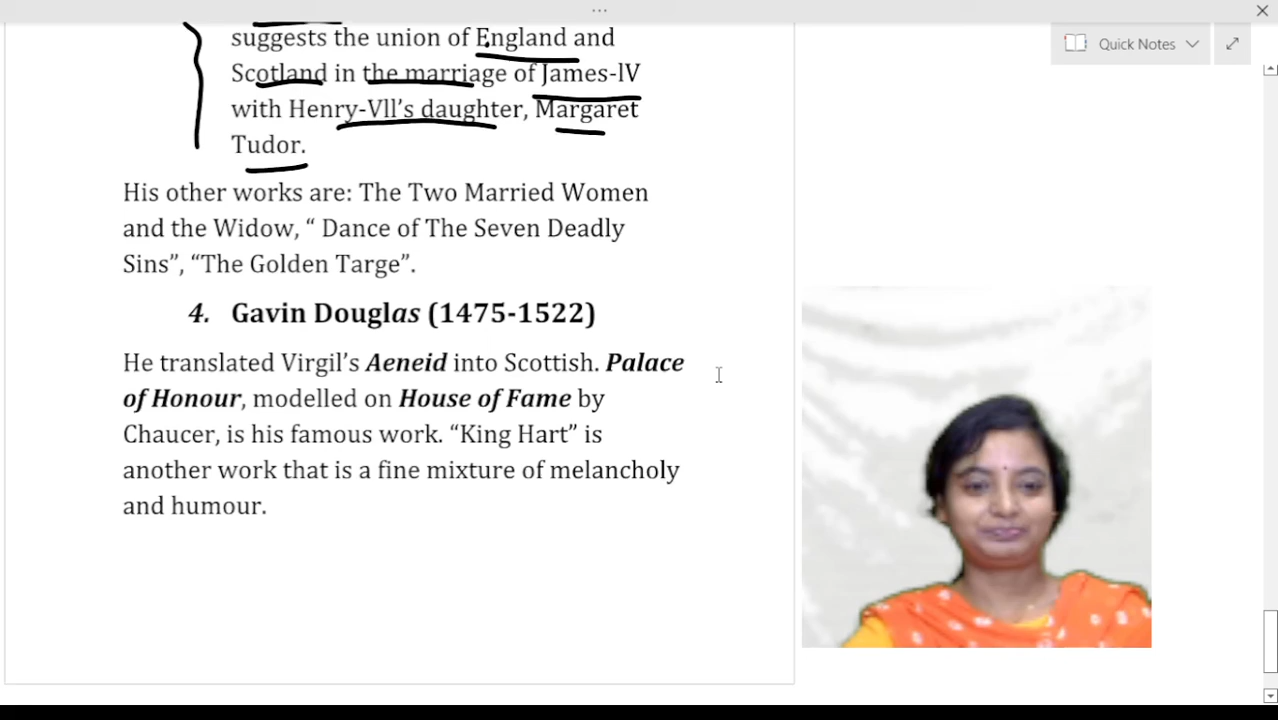 Quick Notes
suggests the union of England and
Scotland in the marriage of James-lV
with Henry-Vll’s daughter, Margaret
Tudor.
His other works are: The Two Married Women
and the Widow, “ Dance of The Seven Deadly
Sins”, “The Golden Targe”.
4. Gavin Douglas (1475-1522)
He translated Virgil’s Aeneid into Scottish. Palace
of Honour, modelled on House of Fame by
Chaucer, is his famous work. “King Hart” is
another work that is a fine mixture of melancholy
and humour.